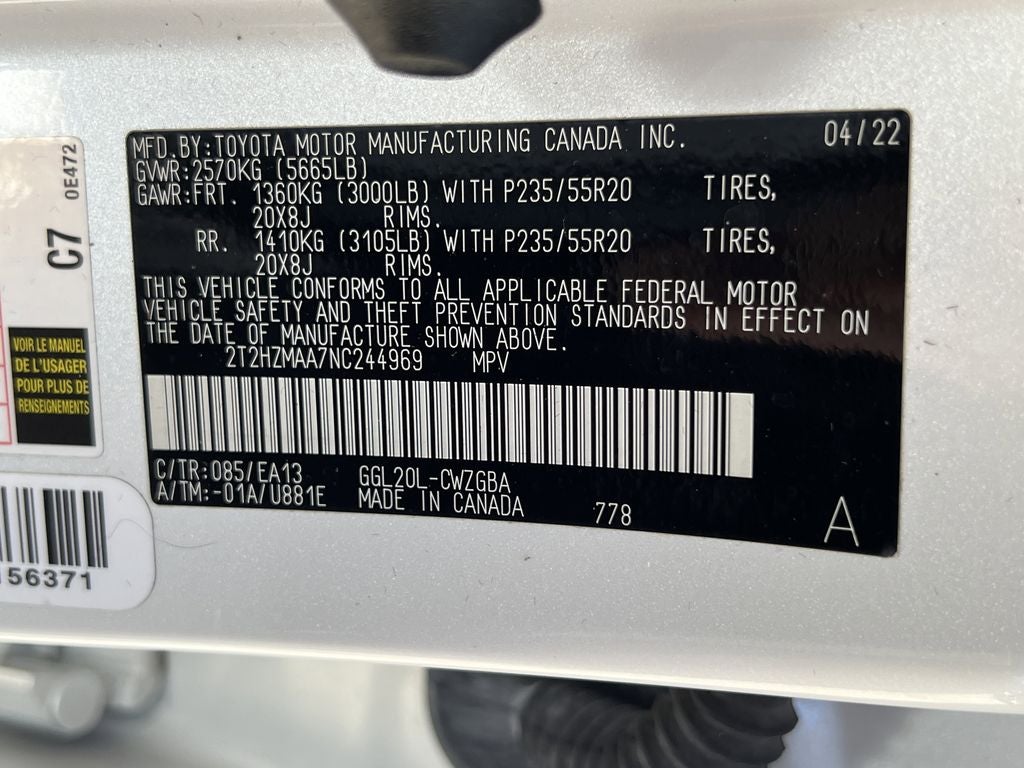 MFD. BY: TOYOTA MOTOR MANUFACTURING CANADA INC. 04/22
GVWR: 2570KG (5665LB)
GAWR: FRT. 1360KG (3000LB) WITH P235/55R20 TIRES,
20X8J RIMS.
RR. 1410KG (3105LB) WITH P235/55R20 TIRES,
20X8J RIMS.
THIS VEHICLE CONFORMS TO ALL APPLICABLE FEDERAL MOTOR
VEHICLE SAFETY AND THEFT PREVENTION STANDARDS IN EFFECT ON
THE DATE OF MANUFACTURE SHOWN ABOVE.
2T2HZMAA7NC244969 MPV
C/TR: 085/EA13 GGL20L-CWZGBA
A/TM: -01A/U881E MADE IN CANADA 778 A
C7 0E472
VOIR LE MANUEL
DE L'USAGER
POUR PLUS DE
RENSEIGNEMENTS
156371